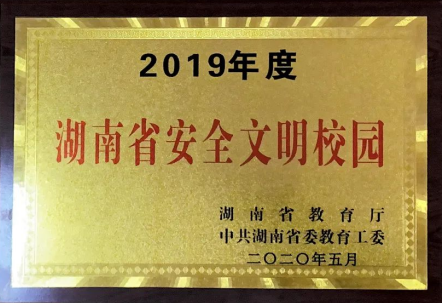 2019年度
湖南省安全文明校园
湖南省教育厅
中共湖南省委教育工委
二〇二〇年五月